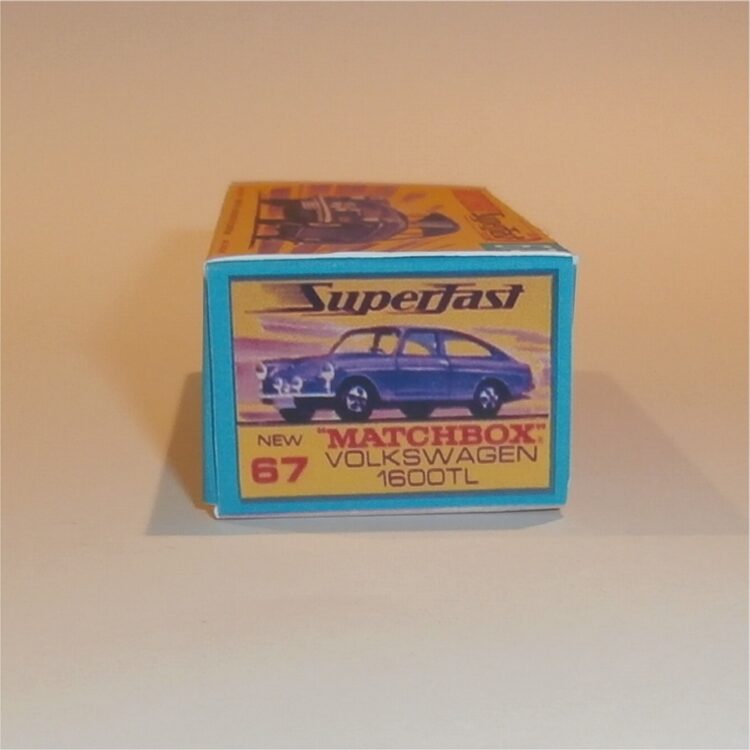 Superfast
NEW "MATCHBOX"
67 VOLKSWAGEN
1600TL